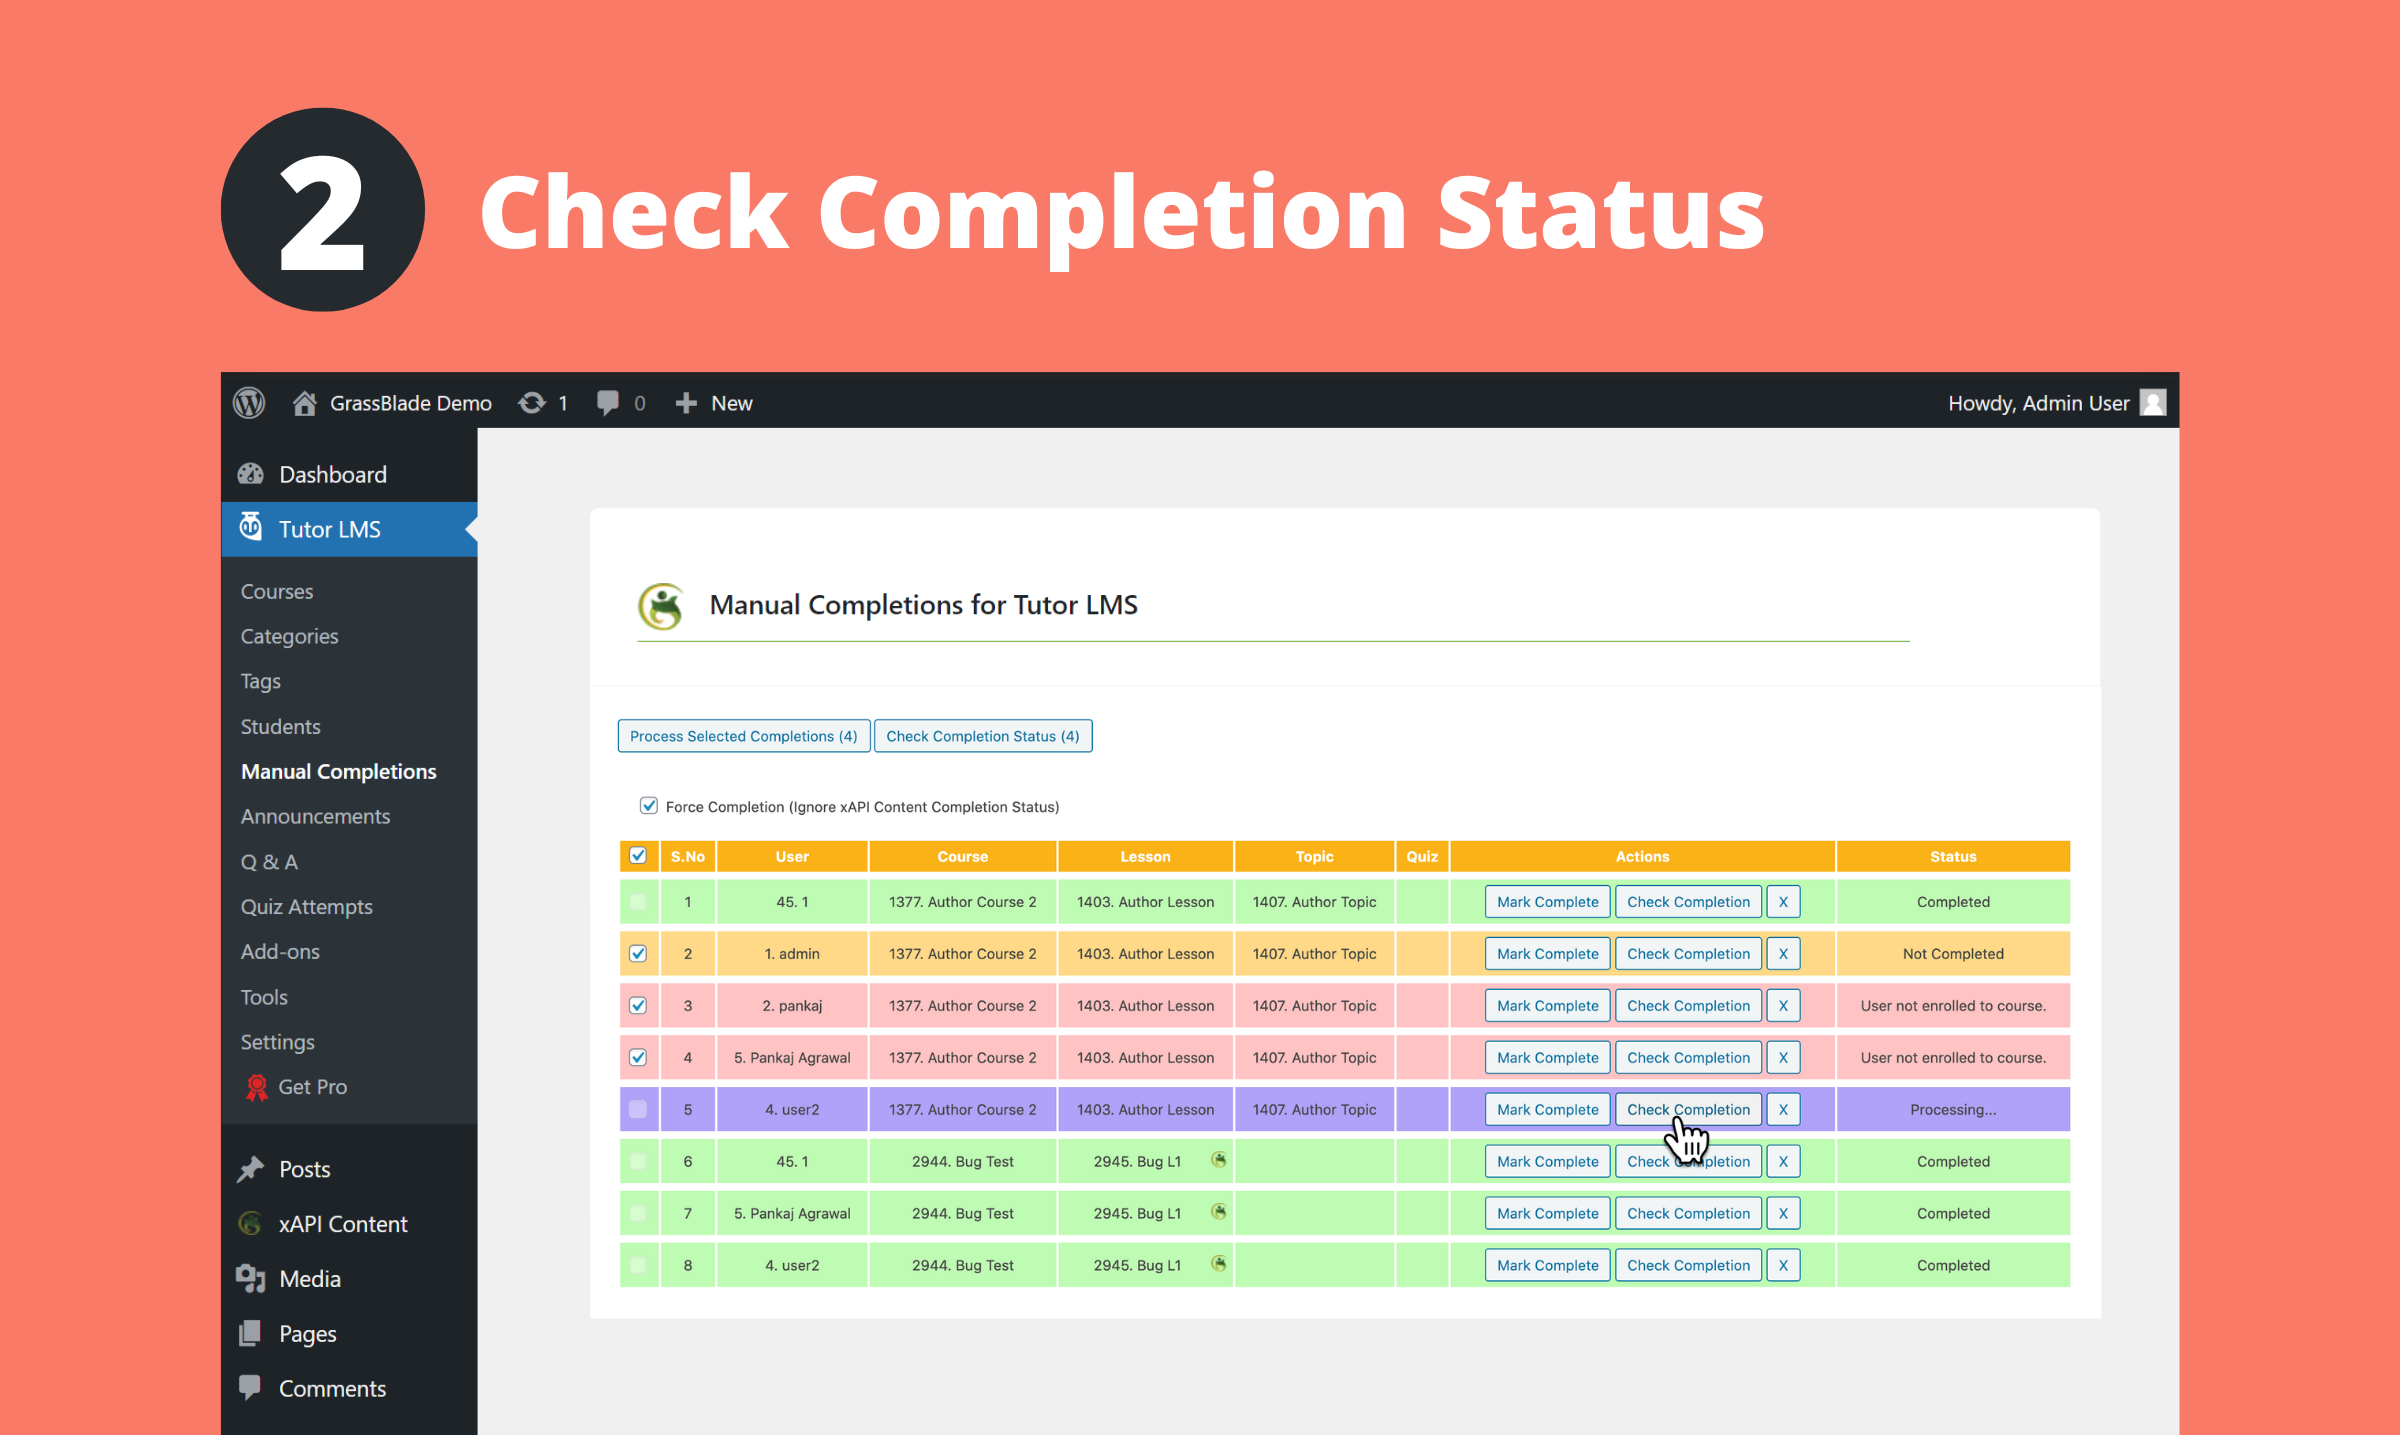 2 Check Completion Status
GrassBlade Demo 1 0 New Howdy, Admin User
Dashboard
Tutor LMS
Courses
Categories
Tags
Students
Manual Completions
Announcements
Q & A
Quiz Attempts
Add-ons
Tools
Settings
Get Pro
Posts
xAPI Content
Media
Pages
Comments
Manual Completions for Tutor LMS
Process Selected Completions (4) Check Completion Status (4)
Force Completion (Ignore xAPI Content Completion Status)
S.No User Course Lesson Topic Quiz Actions Status
1 45. 1 1377. Author Course 2 1403. Author Lesson 1407. Author Topic Mark Complete Check Completion X Completed
2 1. admin 1377. Author Course 2 1403. Author Lesson 1407. Author Topic Mark Complete Check Completion X Not Completed
3 2. pankaj 1377. Author Course 2 1403. Author Lesson 1407. Author Topic Mark Complete Check Completion X User not enrolled to course.
4 5. Pankaj Agrawal 1377. Author Course 2 1403. Author Lesson 1407. Author Topic Mark Complete Check Completion X User not enrolled to course.
5 4. user2 1377. Author Course 2 1403. Author Lesson 1407. Author Topic Mark Complete Check Completion X Processing...
6 45. 1 2944. Bug Test 2945. Bug L1 Mark Complete Check Completion X Completed
7 5. Pankaj Agrawal 2944. Bug Test 2945. Bug L1 Mark Complete Check Completion X Completed
8 4. user2 2944. Bug Test 2945. Bug L1 Mark Complete Check Completion X Completed